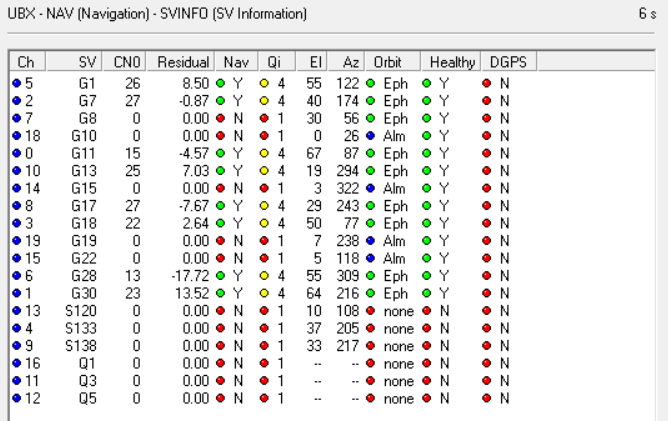 UBX - NAV (Navigation) - SVINFO (SV Information) 6 s
Ch SV CN0 Residual Nav Qi El Az Orbit Healthy DGPS
5 G1 26 8.50 Y 4 55 122 Eph Y N
2 G7 27 -0.87 Y 4 40 174 Eph Y N
7 G8 0 0.00 N 1 30 56 Eph Y N
18 G10 0 0.00 N 1 0 26 Alm Y N
0 G11 15 -4.57 Y 4 67 87 Eph Y N
10 G13 25 7.03 Y 4 19 294 Eph Y N
14 G15 0 0.00 N 1 3 322 Alm Y N
8 G17 27 -7.67 Y 4 29 243 Eph Y N
3 G18 22 2.64 Y 4 50 77 Eph Y N
19 G19 0 0.00 N 1 7 238 Alm Y N
15 G22 0 0.00 N 1 5 118 Alm Y N
6 G28 13 -17.72 Y 4 55 309 Eph Y N
1 G30 23 13.52 Y 4 64 216 Eph Y N
13 S120 0 0.00 N 1 10 108 none N N
4 S133 0 0.00 N 1 37 205 none N N
9 S138 0 0.00 N 1 33 217 none N N
16 Q1 0 0.00 N 1 -- -- none N N
11 Q3 0 0.00 N 1 -- -- none N N
12 Q5 0 0.00 N 1 -- -- none N N